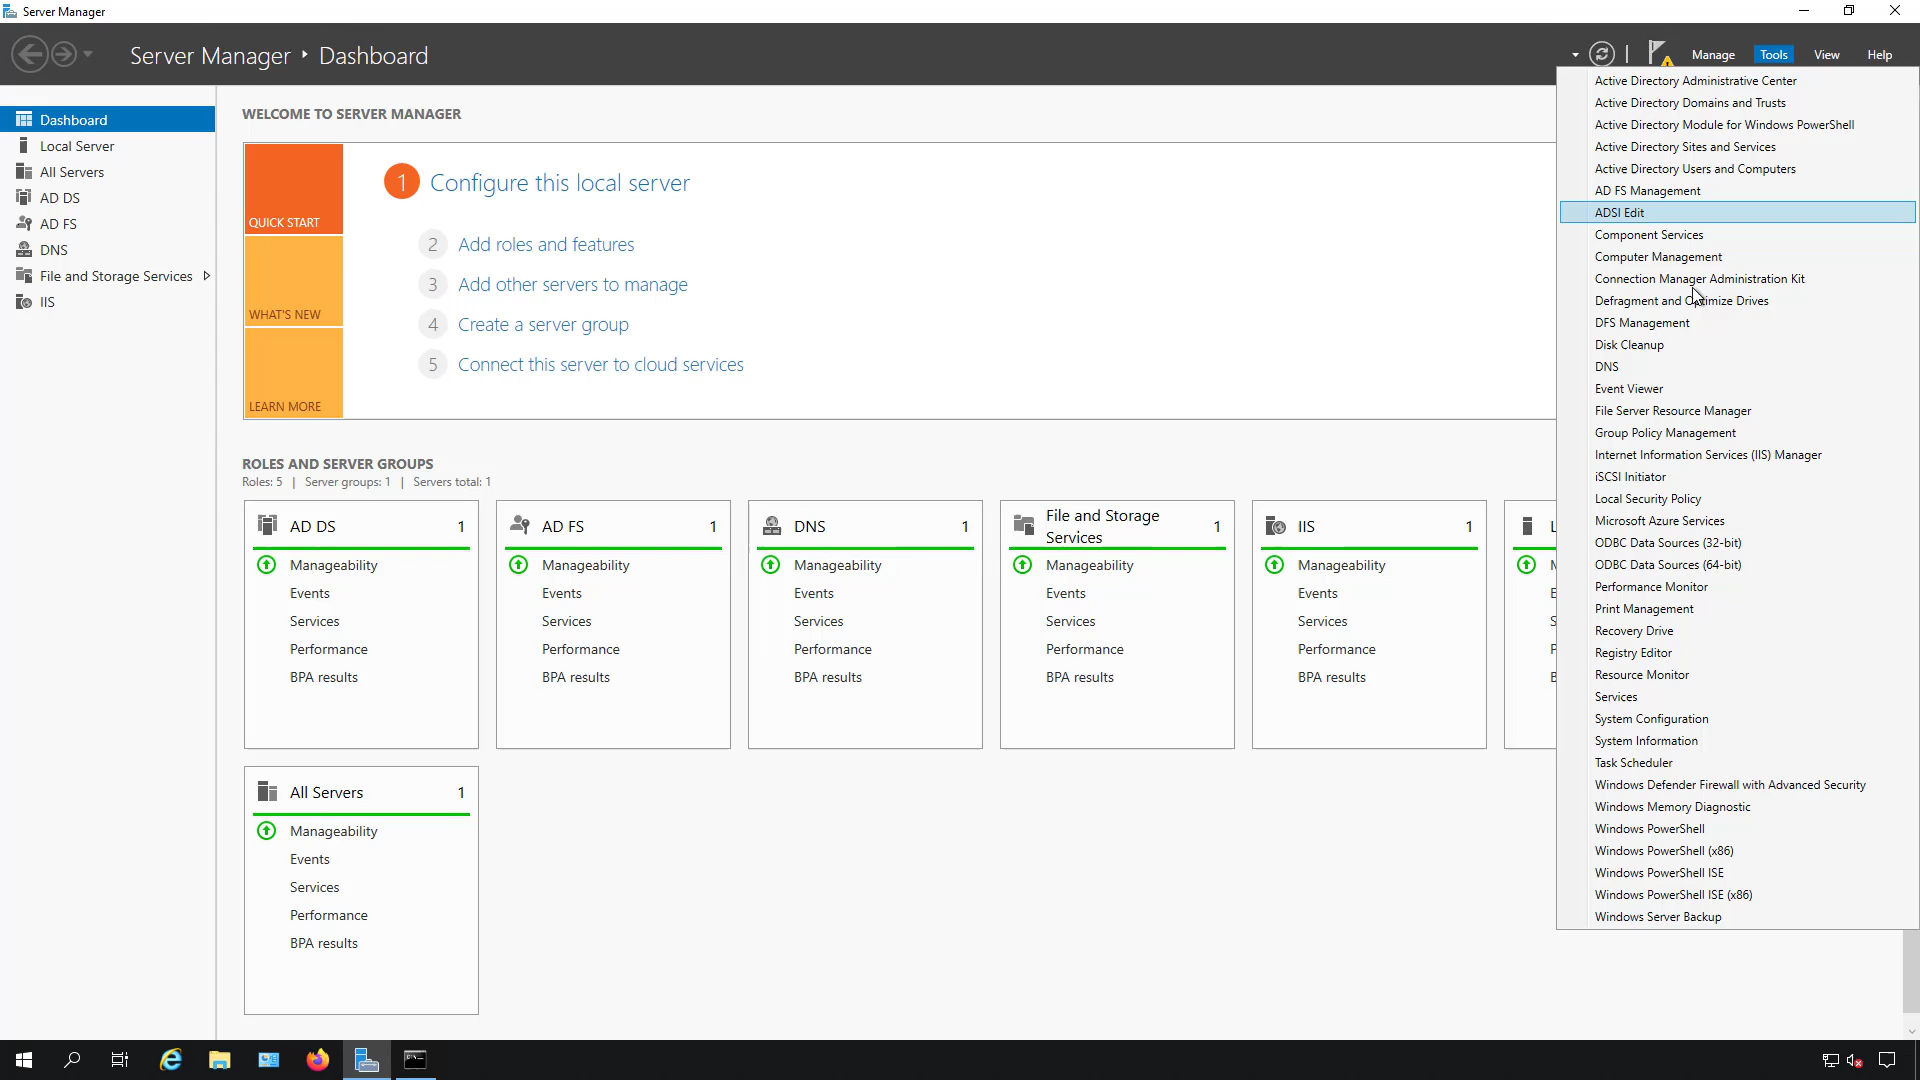 Server Manager
Server Manager • Dashboard
Manage
Tools
View
Help
Dashboard
Local Server
All Servers
AD DS
AD FS
DNS
File and Storage Services
IIS
WELCOME TO SERVER MANAGER
QUICK START
WHAT'S NEW
LEARN MORE
1 Configure this local server
2 Add roles and features
3 Add other servers to manage
4 Create a server group
5 Connect this server to cloud services
ROLES AND SERVER GROUPS
Roles: 5 | Server groups: 1 | Servers total: 1
AD DS 1
Manageability
Events
Services
Performance
BPA results
AD FS 1
Manageability
Events
Services
Performance
BPA results
DNS 1
Manageability
Events
Services
Performance
BPA results
File and Storage
Services 1
Manageability
Events
Services
Performance
BPA results
IIS 1
Manageability
Events
Services
Performance
BPA results
All Servers 1
Manageability
Events
Services
Performance
BPA results
Active Directory Administrative Center
Active Directory Domains and Trusts
Active Directory Module for Windows PowerShell
Active Directory Sites and Services
Active Directory Users and Computers
AD FS Management
ADSI Edit
Component Services
Computer Management
Connection Manager Administration Kit
Defragment and Optimize Drives
DFS Management
Disk Cleanup
DNS
Event Viewer
File Server Resource Manager
Group Policy Management
Internet Information Services (IIS) Manager
iSCSI Initiator
Local Security Policy
Microsoft Azure Services
ODBC Data Sources (32-bit)
ODBC Data Sources (64-bit)
Performance Monitor
Print Management
Recovery Drive
Registry Editor
Resource Monitor
Services
System Configuration
System Information
Task Scheduler
Windows Defender Firewall with Advanced Security
Windows Memory Diagnostic
Windows PowerShell
Windows PowerShell (x86)
Windows PowerShell ISE
Windows PowerShell ISE (x86)
Windows Server Backup